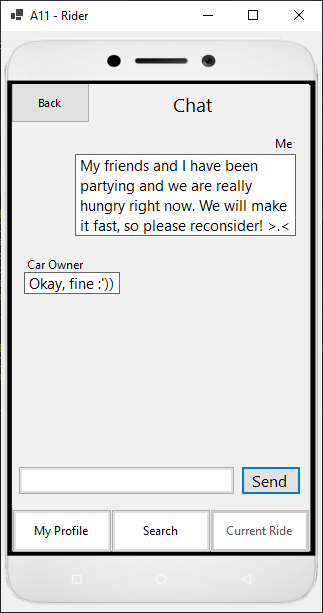 A11 - Rider
Back
Chat
Me
My friends and I have been
partying and we are really
hungry right now. We will make
it fast, so please reconsider! >.<
Car Owner
Okay, fine :'))
Send
My Profile
Search
Current Ride